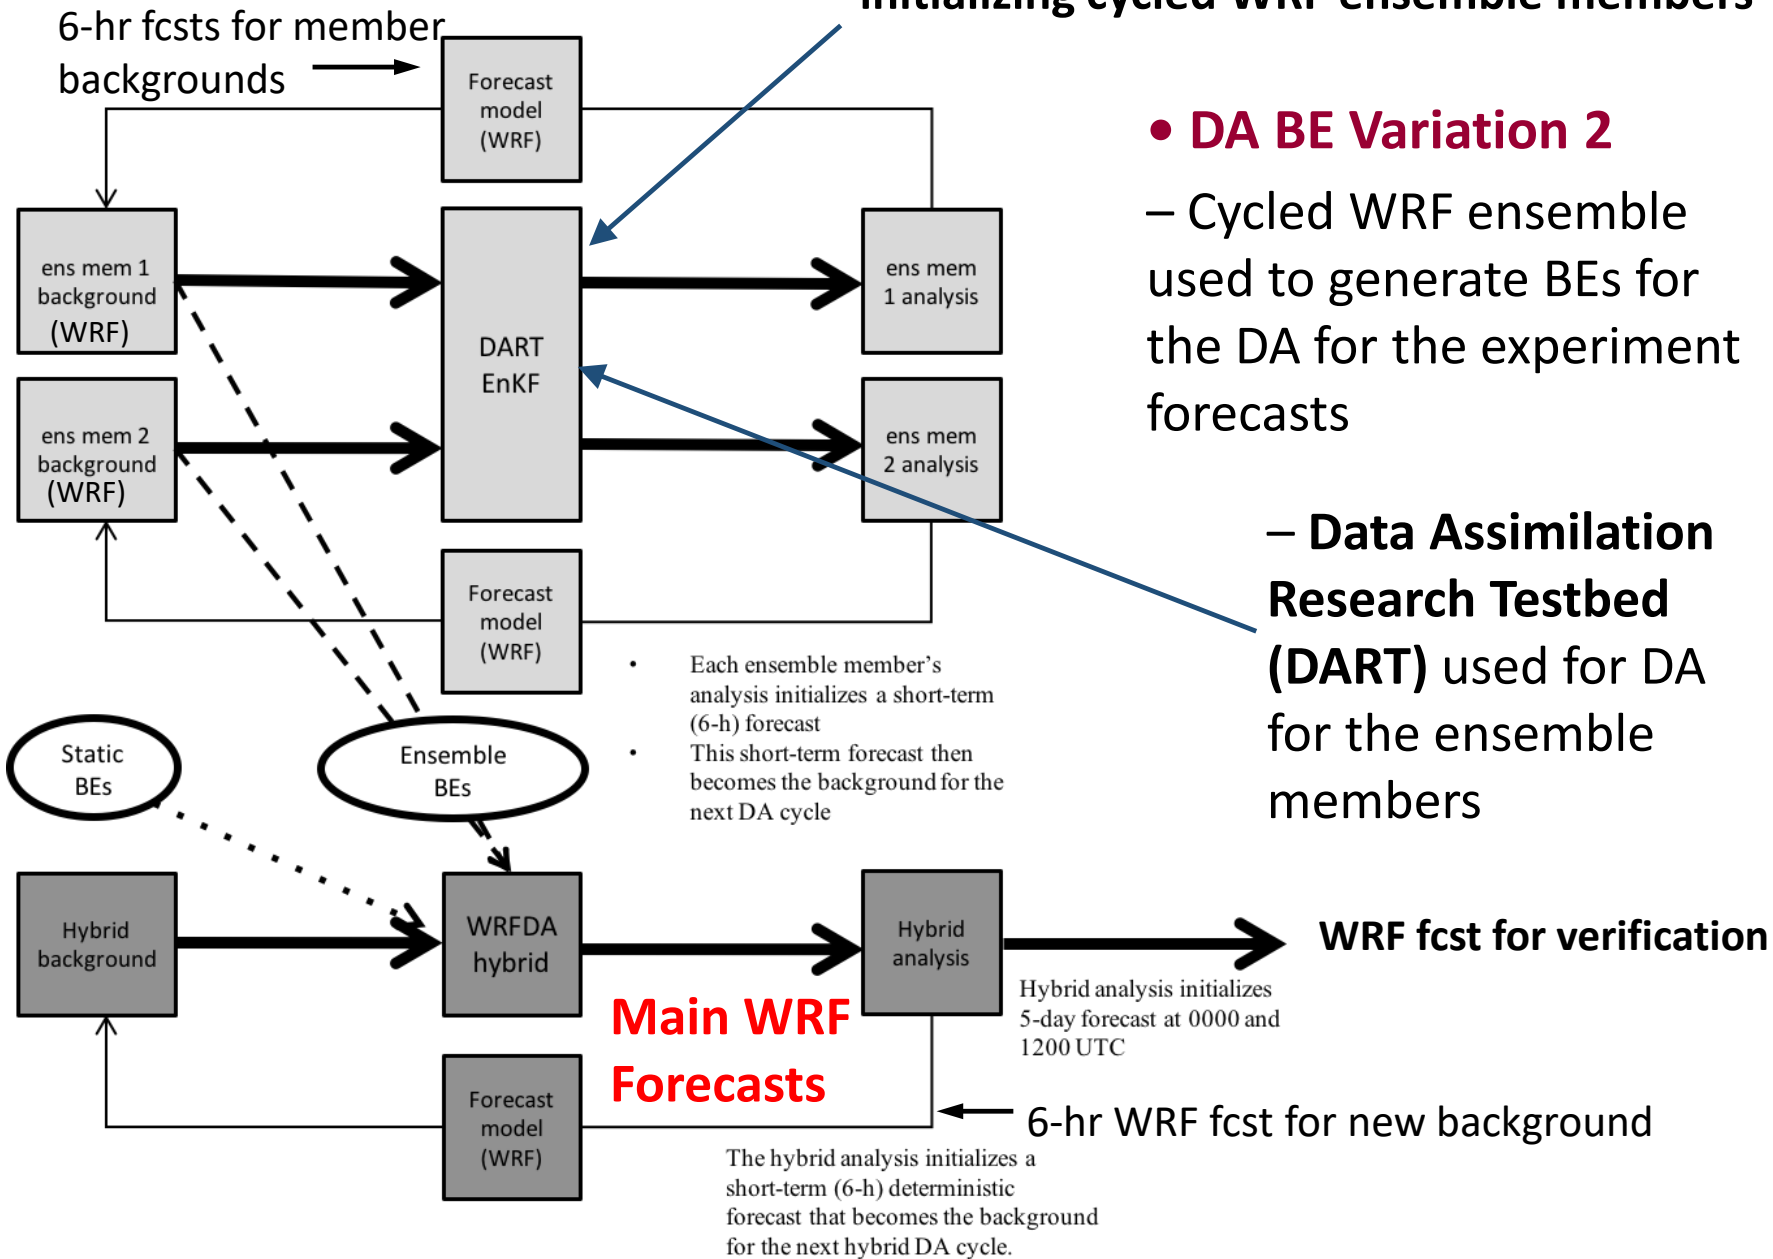 initializing cycled WRF ensemble members
6-hr fcsts for member
backgrounds
Forecast
model
(WRF)
ens mem 1
background
(WRF)
DART
EnKF
ens mem
1 analysis
ens mem 2
background
(WRF)
ens mem
2 analysis
Forecast
model
(WRF)
• DA BE Variation 2
– Cycled WRF ensemble
used to generate BEs for
the DA for the experiment
forecasts
– Data Assimilation
Research Testbed
(DART) used for DA
for the ensemble
members
• Each ensemble member’s
analysis initializes a short-term
(6-h) forecast
• This short-term forecast then
becomes the background for the
next DA cycle
Static
BEs
Ensemble
BEs
Hybrid
background
WRFDA
hybrid
Hybrid
analysis
WRF fcst for verification
Main WRF
Forecasts
Hybrid analysis initializes
5-day forecast at 0000 and
1200 UTC
Forecast
model
(WRF)
6-hr WRF fcst for new background
The hybrid analysis initializes a
short-term (6-h) deterministic
forecast that becomes the background
for the next hybrid DA cycle.